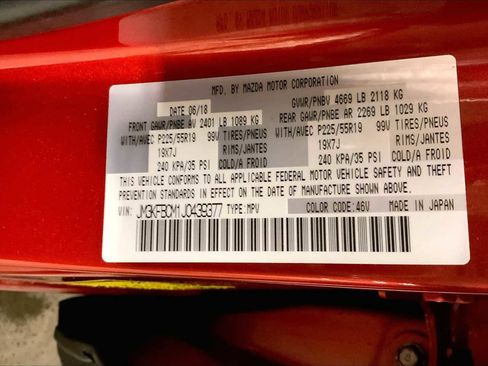 MFD. BY MAZDA MOTOR CORPORATION
DATE 06/18 GVWR/PNBV 4669 LB 2118 KG
FRONT GAWR/PNBE AV 2401 LB 1089 KG REAR GAWR/PNBE AR 2269 LB 1029 KG
WITH/AVEC P225/55R19 99V TIRES/PNEUS WITH/AVEC P225/55R19 99V TIRES/PNEUS
19X7J RIMS/JANTES 19X7J RIMS/JANTES
240 KPA/35 PSI COLD/A FROID 240 KPA/35 PSI COLD/A FROID
THIS VEHICLE CONFORMS TO ALL APPLICABLE FEDERAL MOTOR VEHICLE SAFETY AND THEFT
PREVENTION STANDARDS IN EFFECT ON THE DATE OF MANUFACTURE SHOWN ABOVE.
VIN: JM3KFBCM1J0439377 TYPE:MPV COLOR CODE:46V MADE IN JAPAN